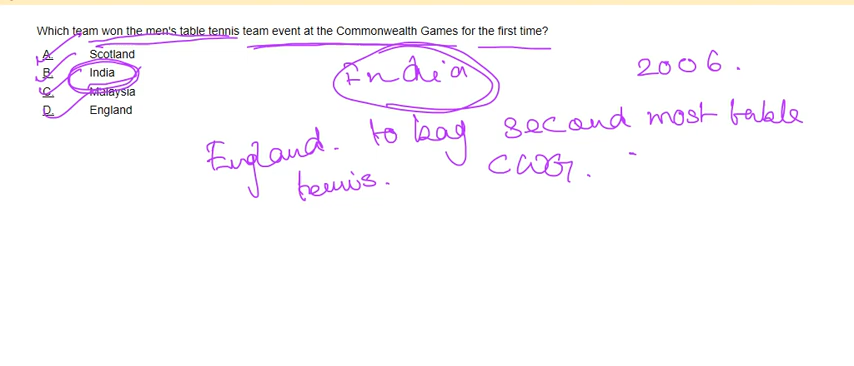 Which team won the men's table tennis team event at the Commonwealth Games for the first time?
A. Scotland
B. India
C. Malaysia
D. England
India 2006.
England. to bag second most table
tennis. CWG.